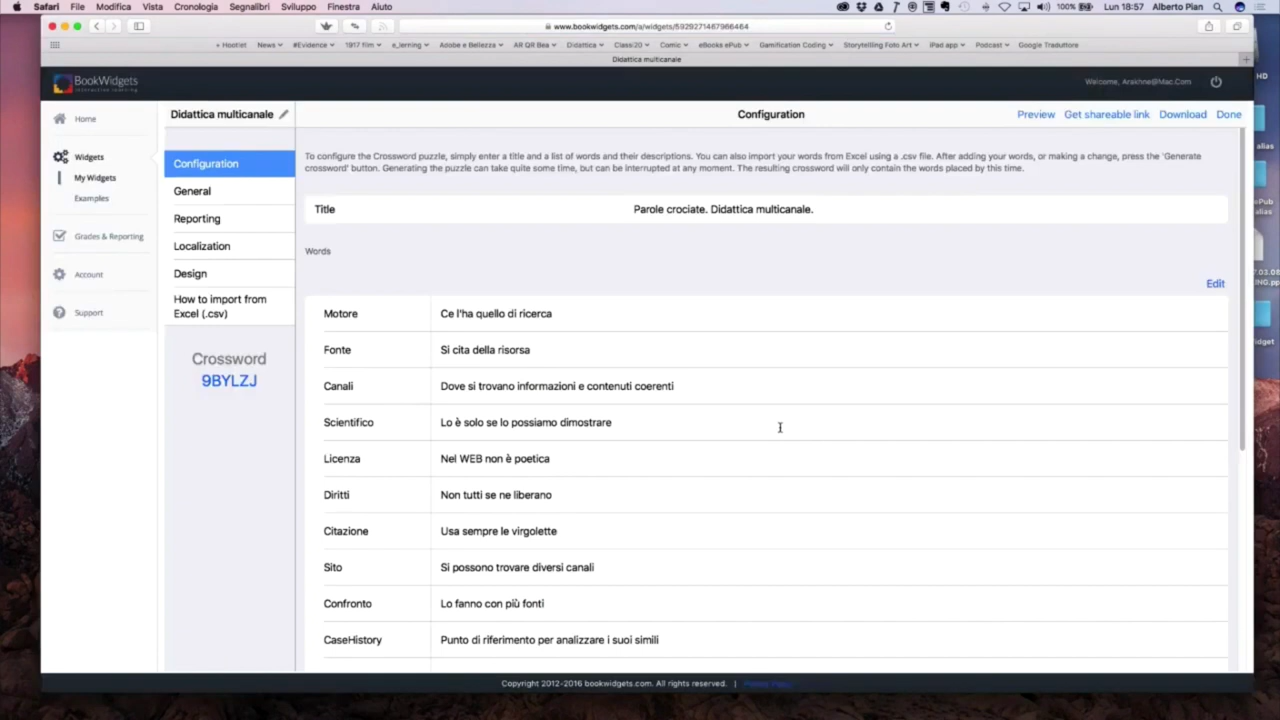 Safari File Modifica Vista Cronologia Segnalibri Sviluppo Finestra Aiuto 100% Lun 18:57 Alberto Pian
www.bookwidgets.com/a/widgets/5929271467966464
+ Hootlet News #Evidence 1917 film e_lerning Adobe e Bellezza AR QR Bea Didattica Class20 Comic eBooks ePub Gamification Coding Storytelling Foto Art iPad app Podcast Google Traduttore
Didattica multicanale
HD
BookWidgets
interactive learning
Welcome, Arakhne@Mac.Com
Home
Didattica multicanale
Configuration
Preview Get shareable link Download Done
alias
Widgets
My Widgets
Examples
Grades & Reporting
Account
Support
Configuration
General
Reporting
Localization
Design
How to import from
Excel (.csv)
Crossword
9BYLZJ
To configure the Crossword puzzle, simply enter a title and a list of words and their descriptions. You can also import your words from Excel using a .csv file. After adding your words, or making a change, press the 'Generate
crossword' button. Generating the puzzle can take quite some time, but can be interrupted at any moment. The resulting crossword will only contain the words placed by this time.
Title Parole crociate. Didattica multicanale.
Words
Edit
Motore Ce l'ha quello di ricerca
Fonte Si cita della risorsa
Canali Dove si trovano informazioni e contenuti coerenti
Scientifico Lo è solo se lo possiamo dimostrare
Licenza Nel WEB non è poetica
Diritti Non tutti se ne liberano
Citazione Usa sempre le virgolette
Sito Si possono trovare diversi canali
Confronto Lo fanno con più fonti
CaseHistory Punto di riferimento per analizzare i suoi simili
ePub
alias
Copyright 2012-2016 bookwidgets.com. All rights reserved. |